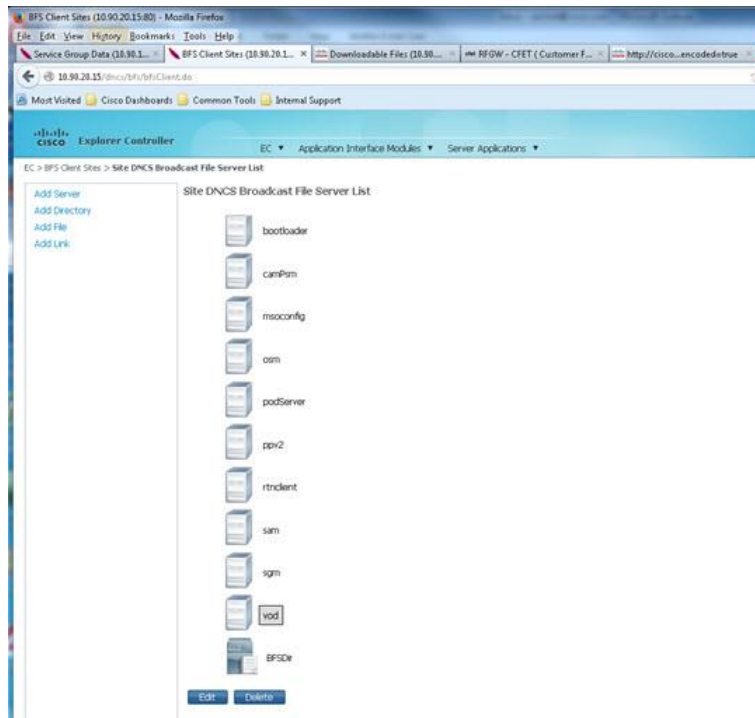 BFS Client Sites (10.90.20.15:80) - Mozilla Firefox
File Edit View History Bookmarks Tools Help
Service Group Data (10.90.1...
BFS Client Sites (10.90.20.1...
Downloadable Files (10.90....
RFGW - CFET ( Customer F...
http://cisco...encoded=true
10.90.20.15/dncs/bfs/bfsClient.do
Most Visited Cisco Dashboards Common Tools Internal Support
CISCO Explorer Controller
EC Application Interface Modules Server Applications
EC > BFS Client Sites > Site DNCS Broadcast File Server List
Add Server
Add Directory
Add File
Add Link
Site DNCS Broadcast File Server List
bootloader
camPsm
msoconfig
osm
podServer
ppv2
rtnclient
sam
sgm
vod
BFSDir
Edit Delete